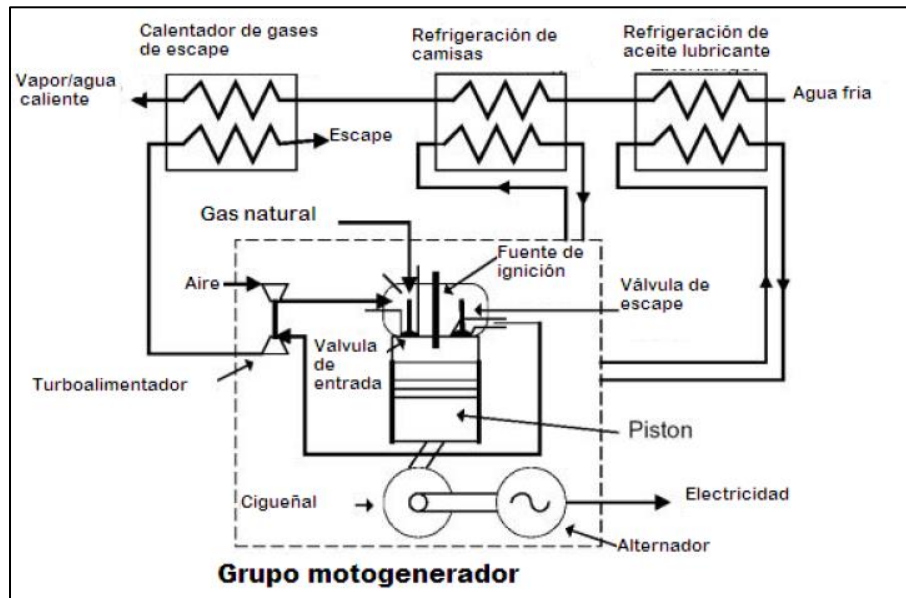 Calentador de gases
de escape
Refrigeración de
camisas
Refrigeración de
aceite lubricante
Vapor/agua
caliente
Agua fria
Escape
Gas natural
Aire
Fuente de
ignición
Válvula de
escape
Valvula de
entrada
Turboalimentador
Piston
Cigueñal
Electricidad
Alternador
Grupo motogenerador